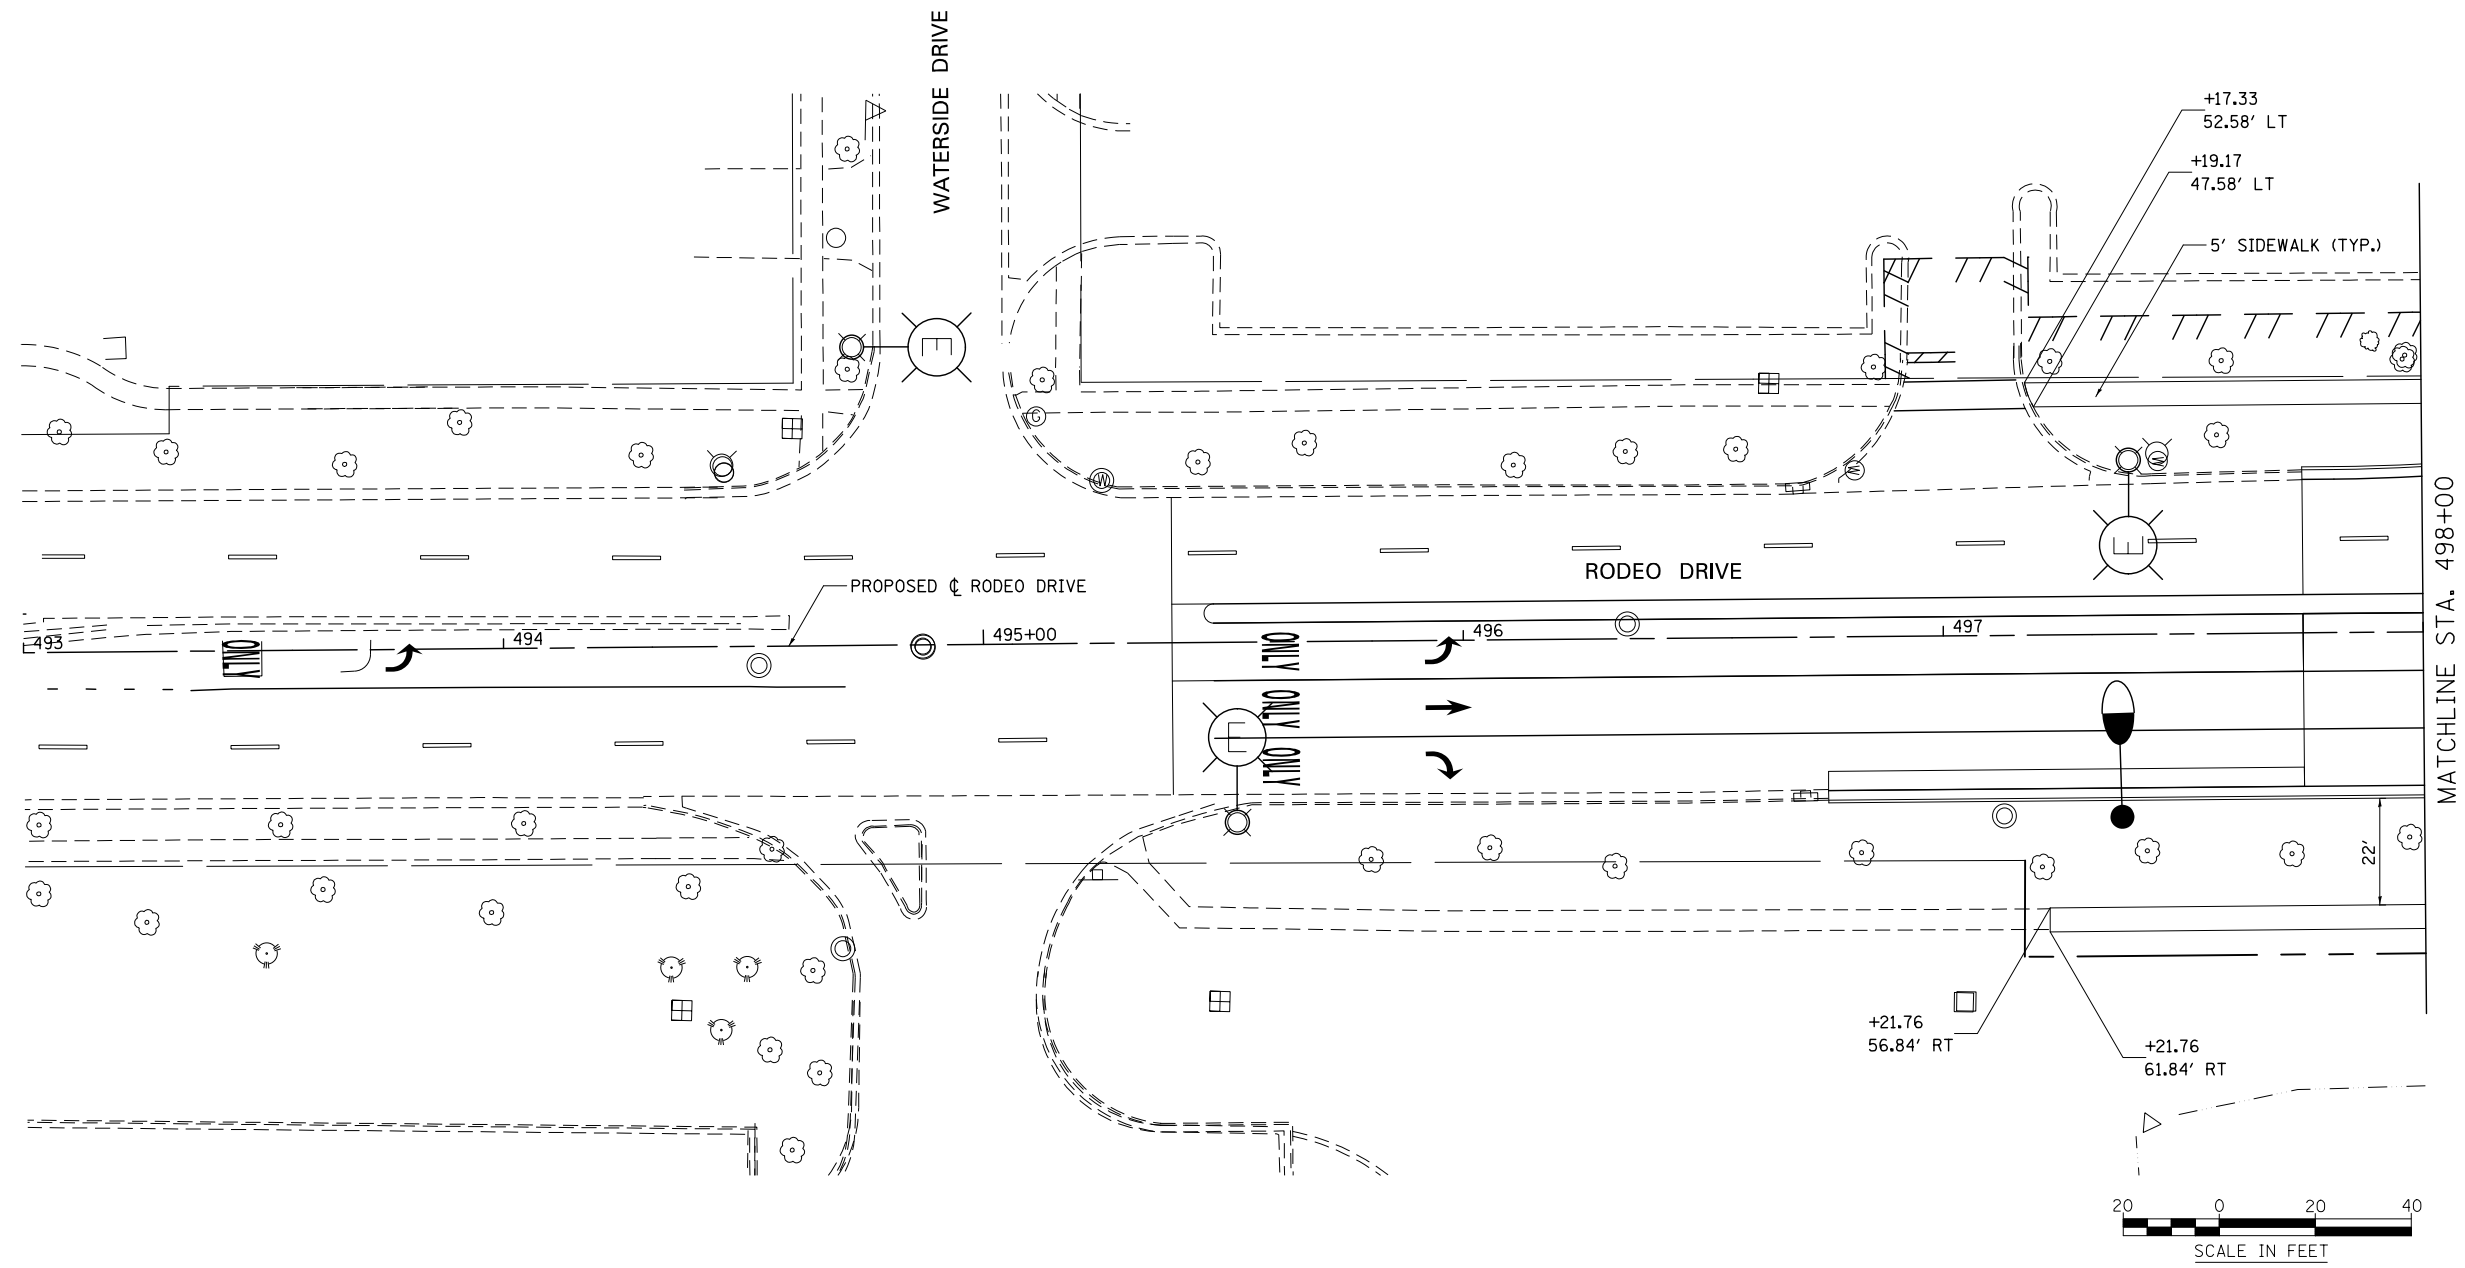 WATERSIDE DRIVE
+17.33
52.58' LT
+19.17
47.58' LT
5' SIDEWALK (TYP.)
E
G
W
W
W
E
RODEO DRIVE
PROPOSED ℄ RODEO DRIVE
493
494
495+00
496
497
ONLY
ONLY
ONLY
ONLY
E
MATCHLINE STA. 498+00
22'
+21.76
56.84' RT
+21.76
61.84' RT
20 0 20 40
SCALE IN FEET